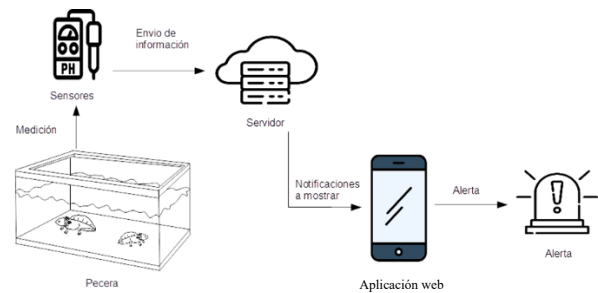 PH
Sensores
Envio de
información
Servidor
Medición
Pecera
Notificaciones
a mostrar
Aplicación web
Alerta
Alerta